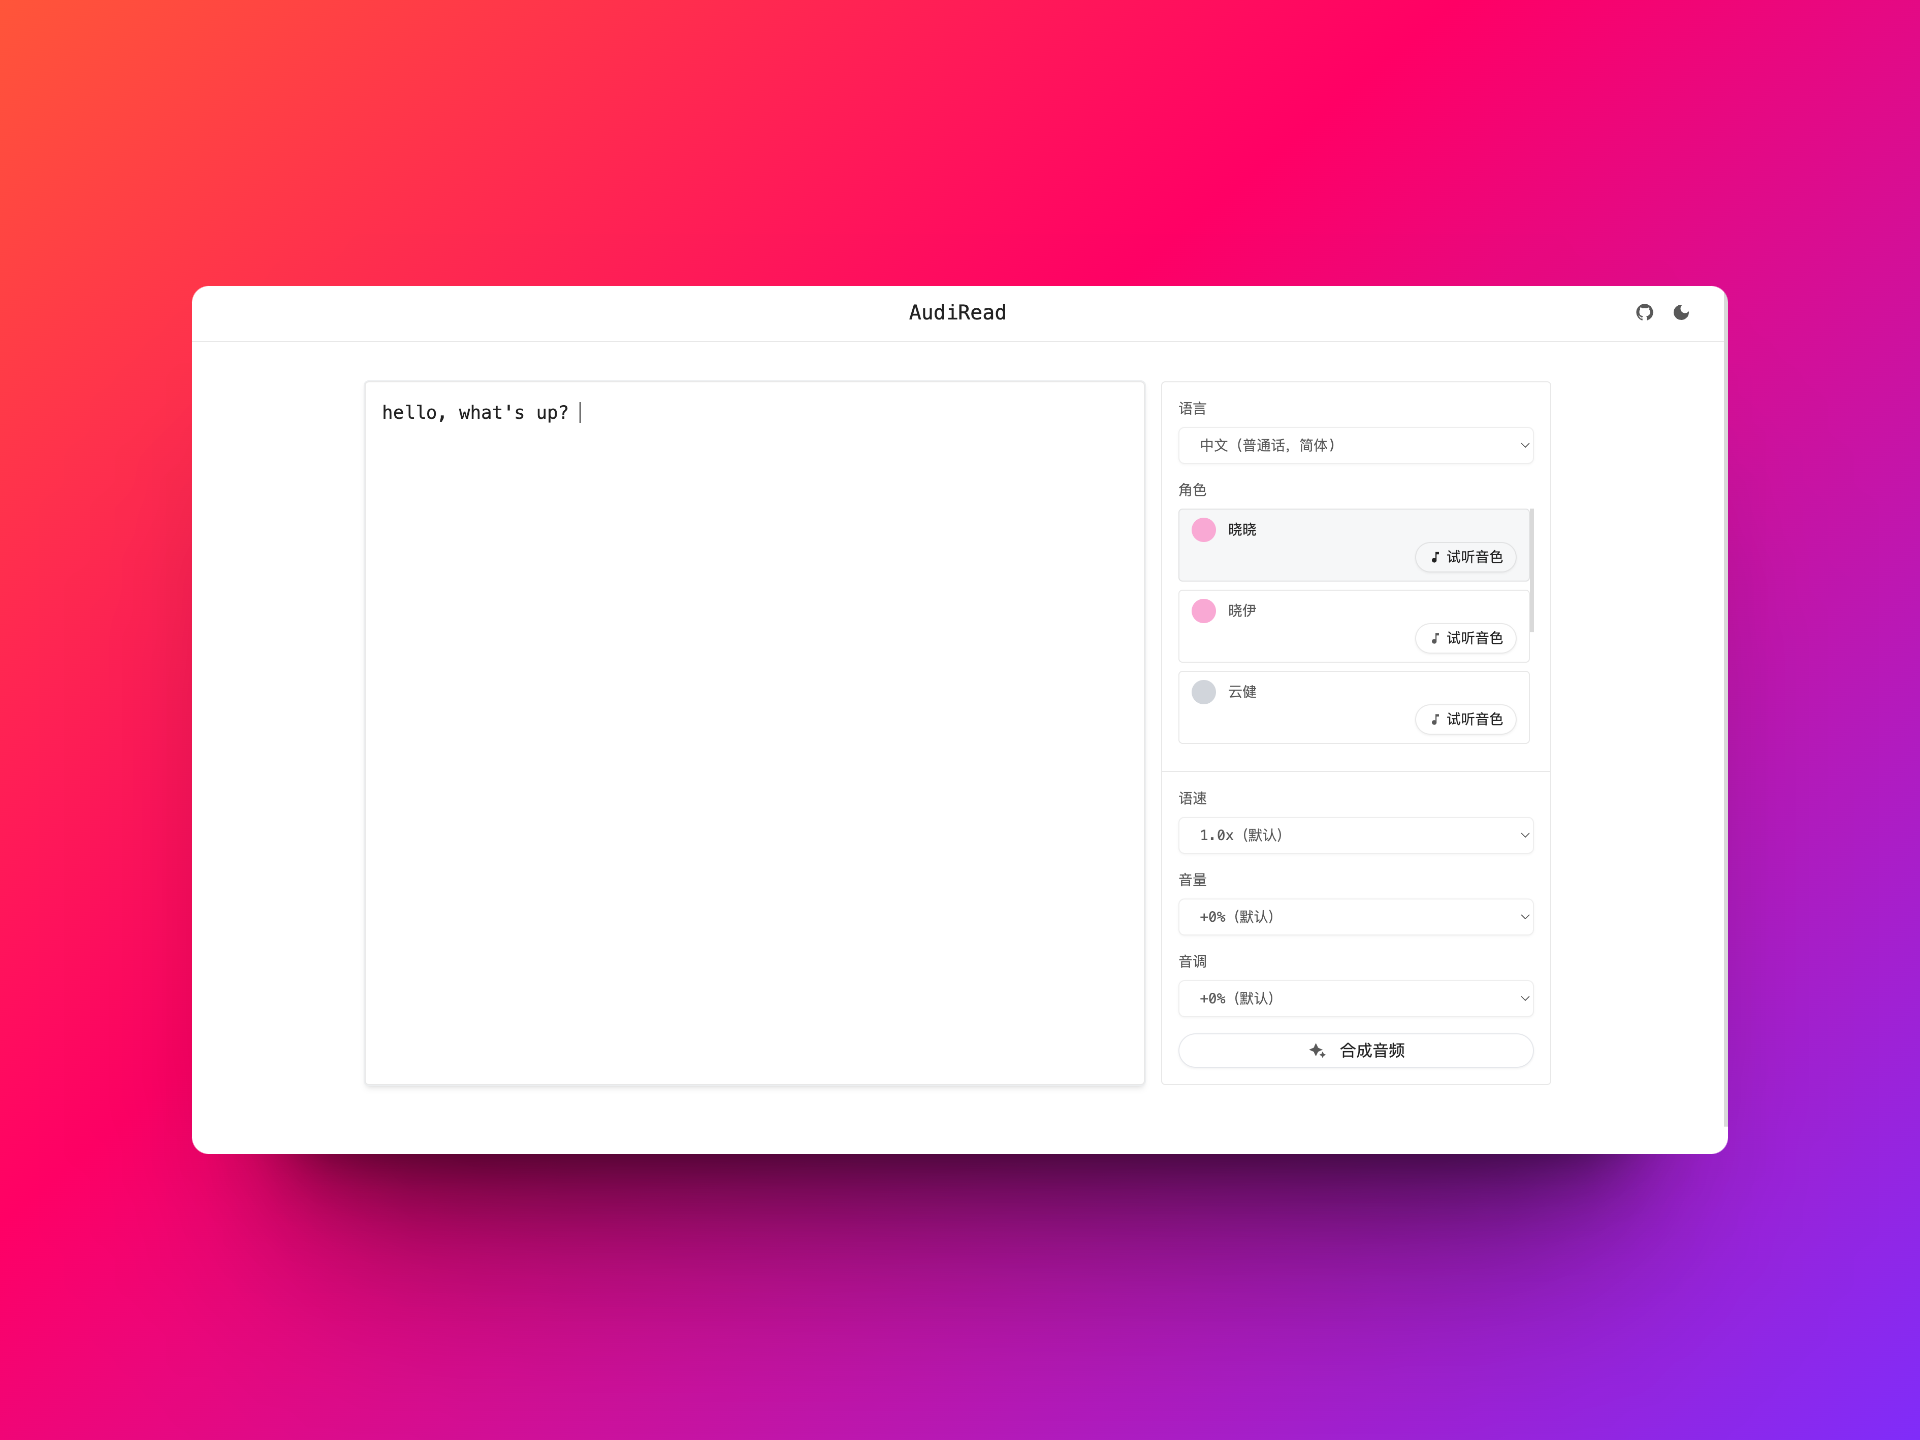 AudiRead
hello, what's up?
语言
中文 (普通话, 简体)
角色
晓晓
试听音色
晓伊
试听音色
云健
试听音色
语速
1.0x (默认)
音量
+0% (默认)
音调
+0% (默认)
合成音频